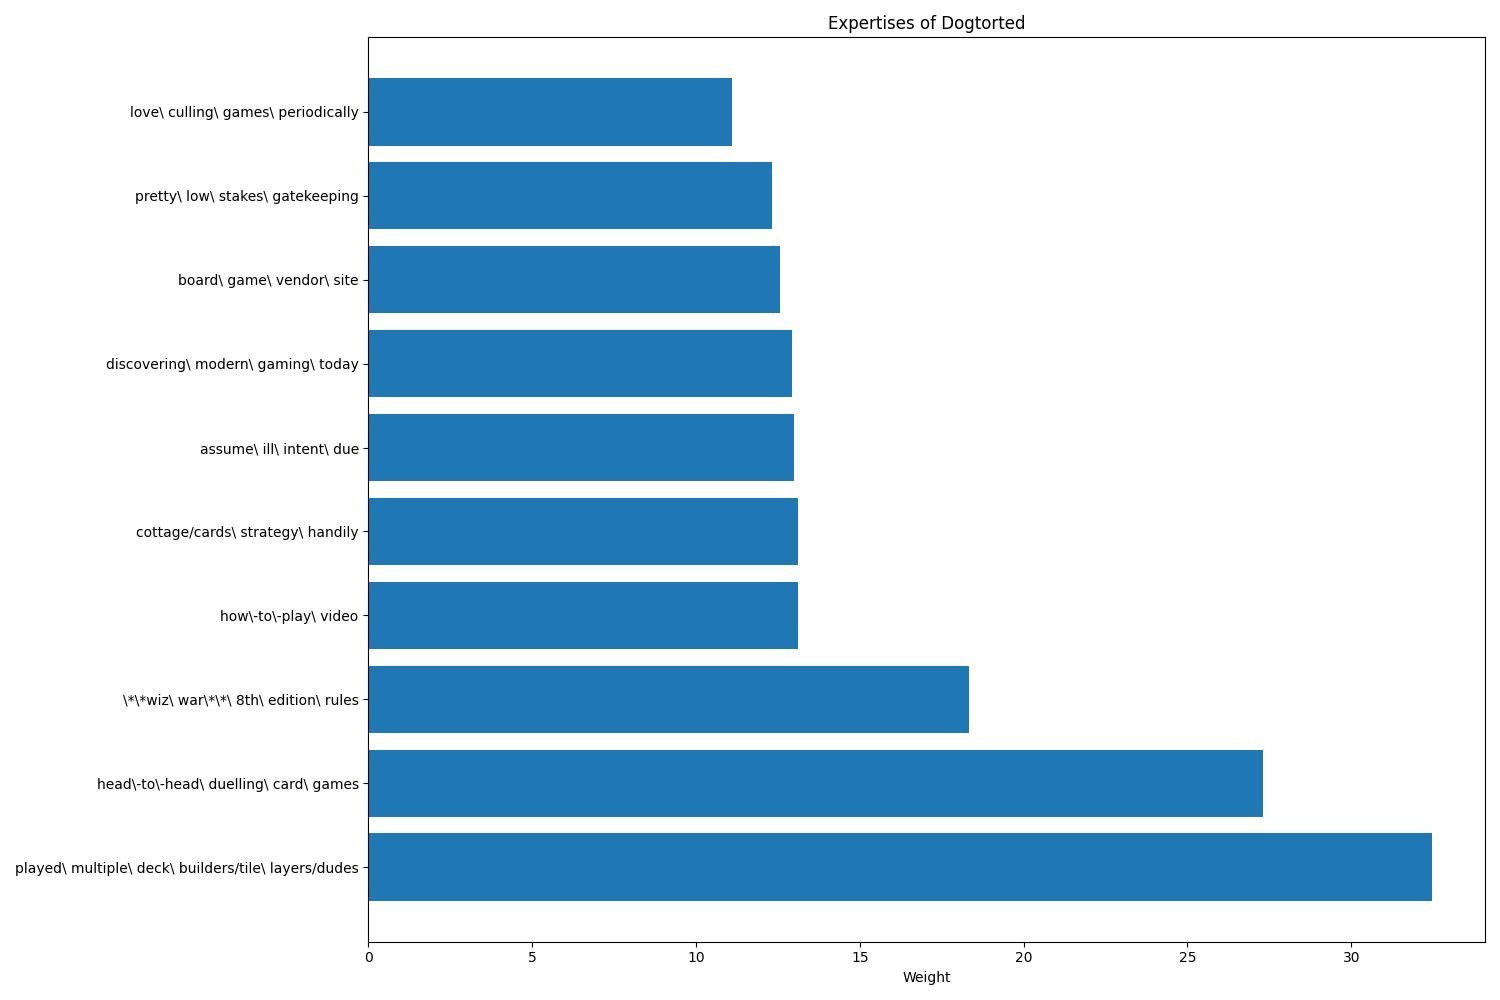 Expertises of Dogtorted
love\ culling\ games\ periodically
pretty\ low\ stakes\ gatekeeping
board\ game\ vendor\ site
discovering\ modern\ gaming\ today
assume\ ill\ intent\ due
cottage/cards\ strategy\ handily
how\-to\-play\ video
\*\*wiz\ war\*\*\ 8th\ edition\ rules
head\-to\-head\ duelling\ card\ games
played\ multiple\ deck\ builders/tile\ layers/dudes
0 5 10 15 20 25 30
Weight